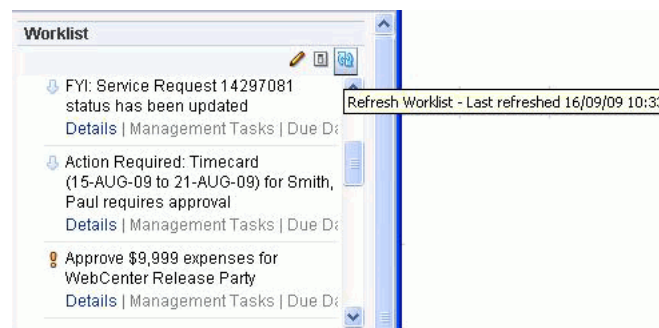 Worklist
FYI: Service Request 14297081
status has been updated
Details | Management Tasks | Due Da
Refresh Worklist - Last refreshed 16/09/09 10:33
Action Required: Timecard
(15-AUG-09 to 21-AUG-09) for Smith,
Paul requires approval
Details | Management Tasks | Due Da
Approve $9,999 expenses for
WebCenter Release Party
Details | Management Tasks | Due Da